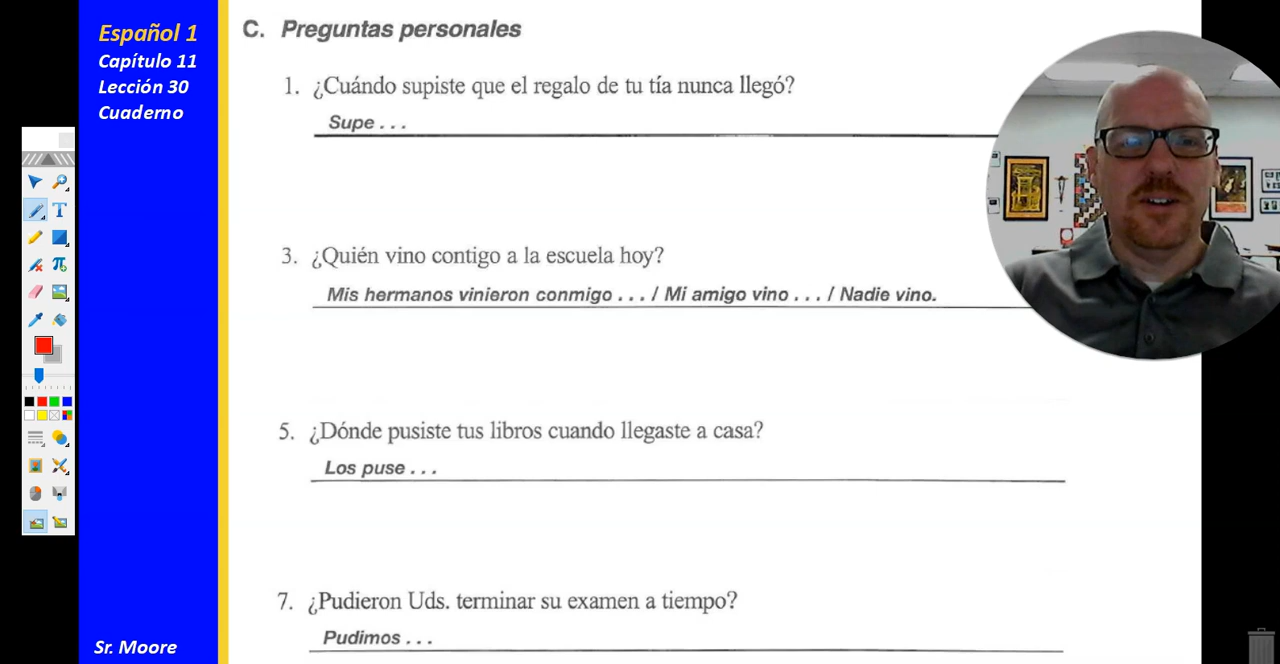 Español 1
Capítulo 11
Lección 30
Cuaderno
C. Preguntas personales
1. ¿Cuándo supiste que el regalo de tu tía nunca llegó?
Supe . . .
3. ¿Quién vino contigo a la escuela hoy?
Mis hermanos vinieron conmigo . . . / Mi amigo vino . . . / Nadie vino.
5. ¿Dónde pusiste tus libros cuando llegaste a casa?
Los puse . . .
7. ¿Pudieron Uds. terminar su examen a tiempo?
Pudimos . . .
Sr. Moore